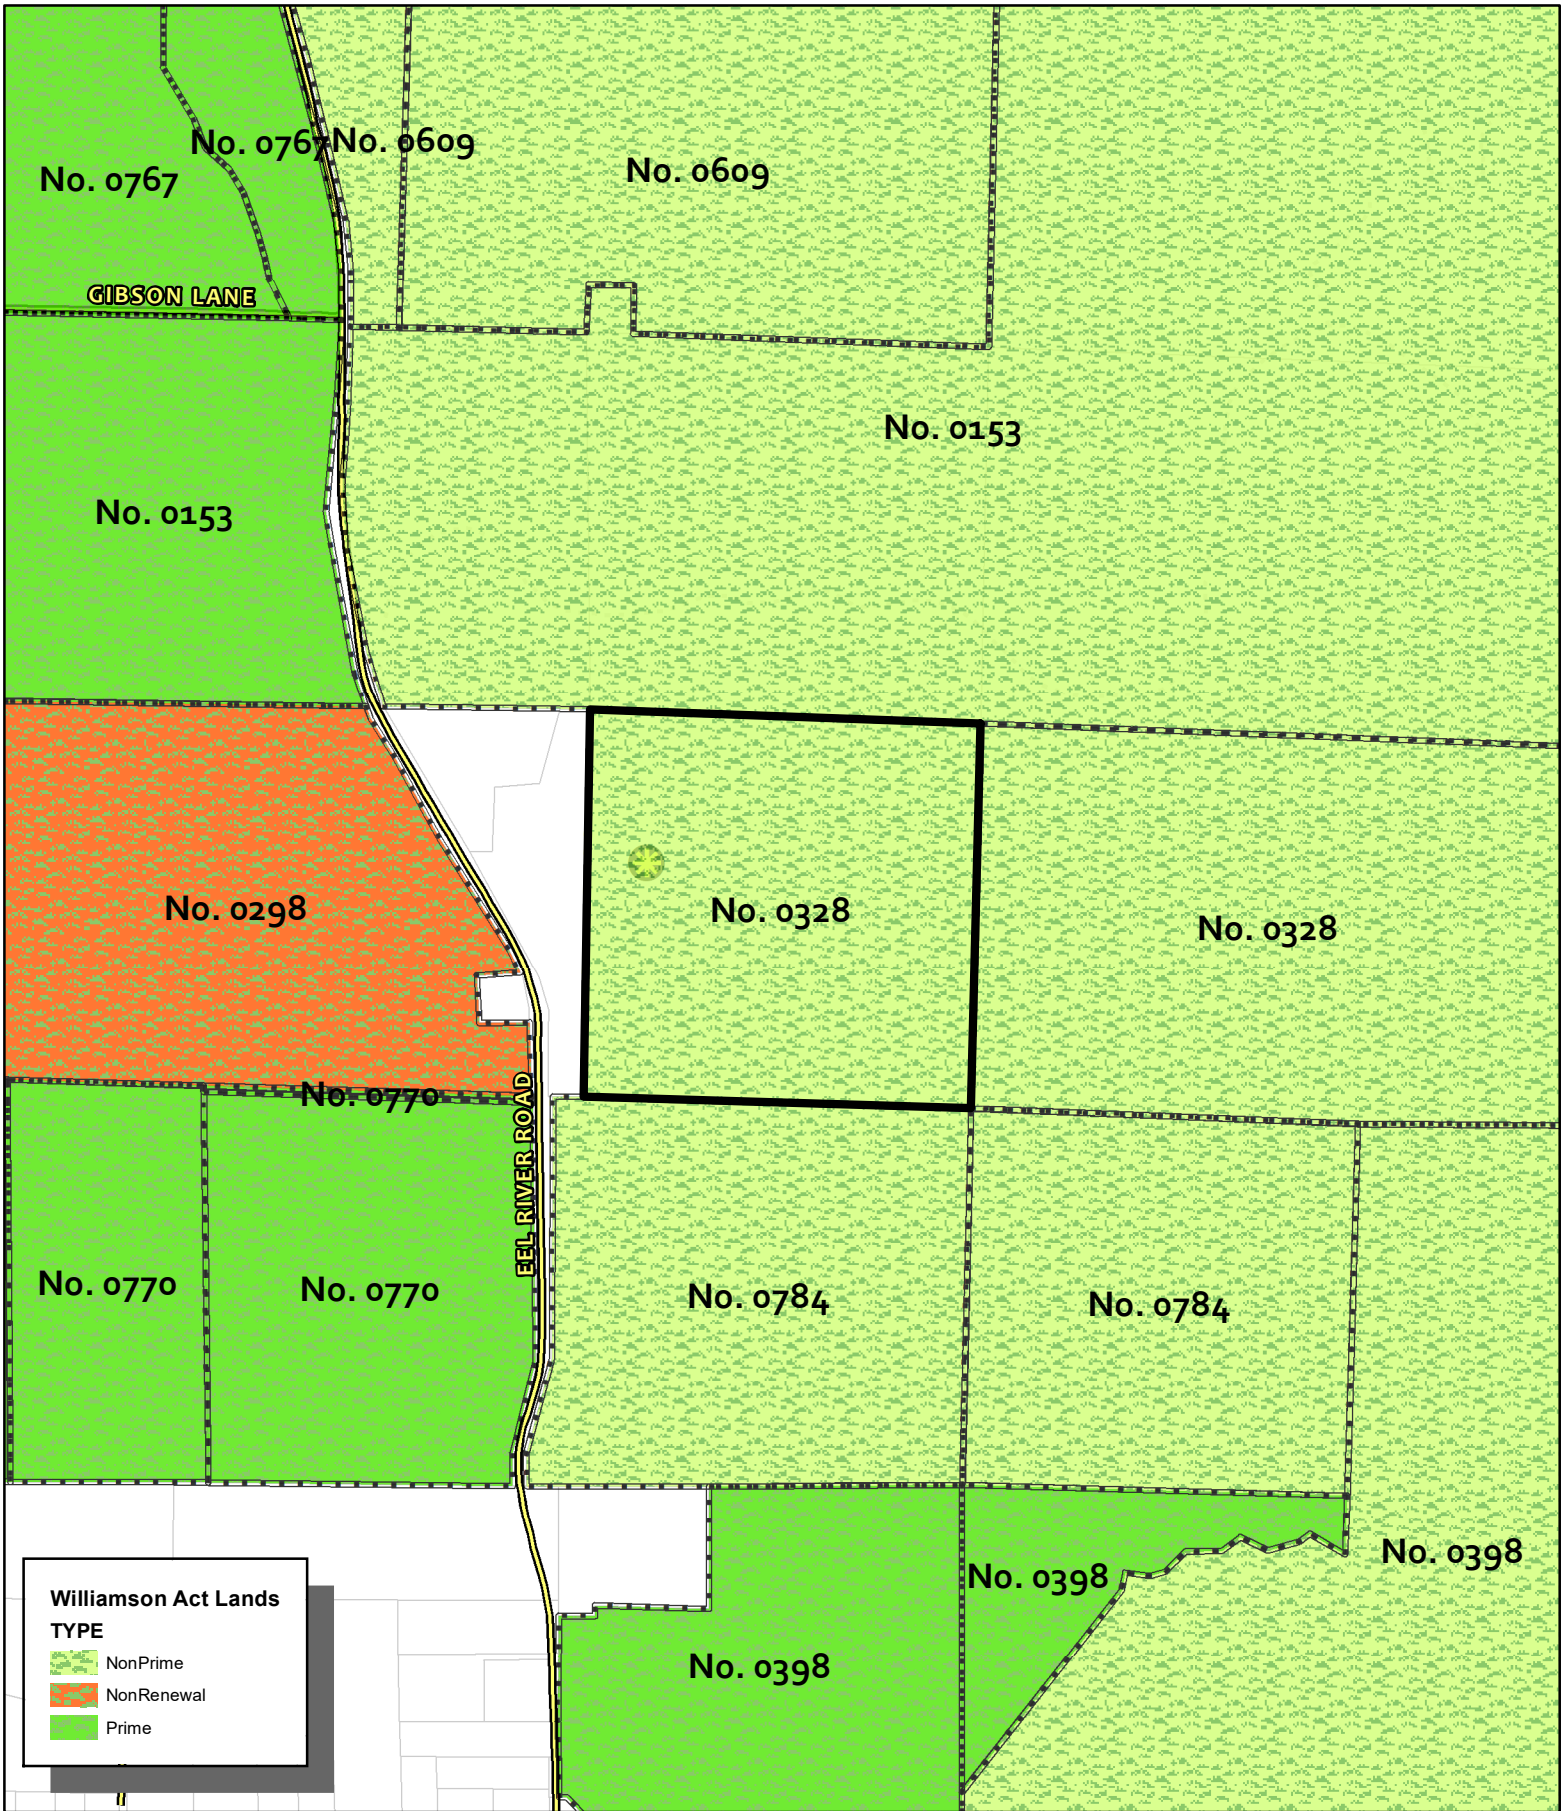 No. 0767
No. 0609
No. 0609
No. 0767
GIBSON LANE
No. 0153
No. 0153
No. 0298
No. 0328
No. 0328
No. 0770
EEL RIVER ROAD
No. 0770
No. 0770
No. 0784
No. 0784
No. 0398
No. 0398
No. 0398
Williamson Act Lands
TYPE
NonPrime
NonRenewal
Prime